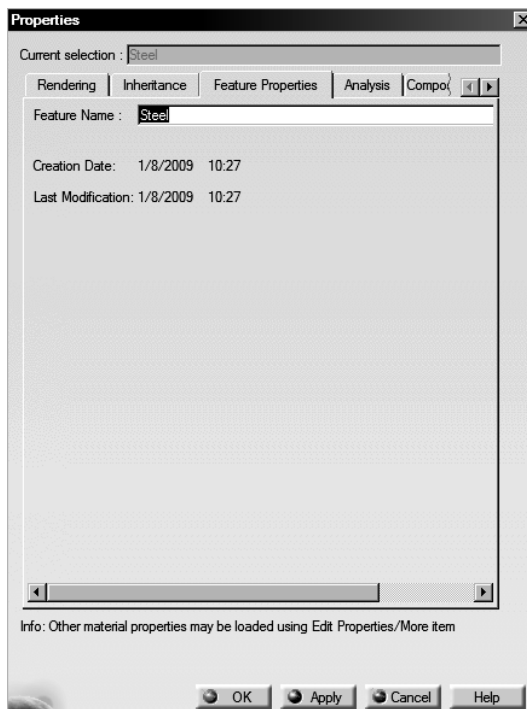 Properties
Current selection : Steel
Rendering Inheritance Feature Properties Analysis
Feature Name : Steel
Creation Date: 1/8/2009 10:27
Last Modification: 1/8/2009 10:27
Info: Other material properties may be loaded using Edit Properties/More item
OK Apply Cancel Help